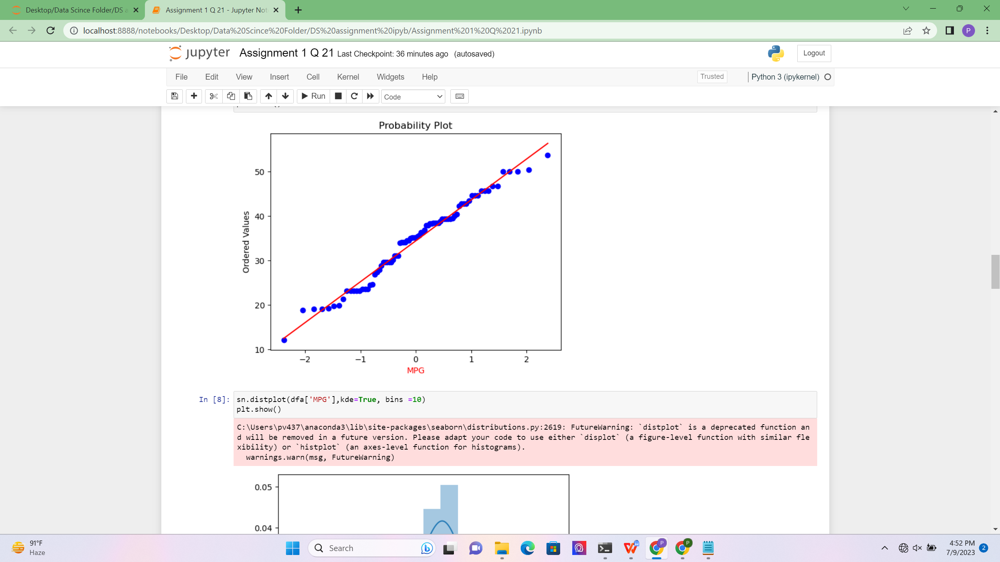 Desktop/Data Scince Folder/DS a
Assignment 1 Q 21 - Jupyter Not
localhost:8888/notebooks/Desktop/Data%20Scince%20Folder/DS%20assignment%20ipyb/Assignment%201%20Q%2021.ipynb
P
jupyter Assignment 1 Q 21 Last Checkpoint: 36 minutes ago (autosaved)
Logout
File Edit View Insert Cell Kernel Widgets Help
Trusted
Python 3 (ipykernel)
Run
Code
Probability Plot
50
40
30
20
10
Ordered Values
−2 −1 0 1 2
MPG
In [8]: sn.distplot(dfa['MPG'],kde=True, bins =10)
plt.show()
C:\Users\pv437\anaconda3\lib\site-packages\seaborn\distributions.py:2619: FutureWarning: `distplot` is a deprecated function an
d will be removed in a future version. Please adapt your code to use either `displot` (a figure-level function with similar fle
xibility) or `histplot` (an axes-level function for histograms).
warnings.warn(msg, FutureWarning)
0.05
0.04
91°F
Haze
Search
P
P
4:52 PM
7/9/2023
2